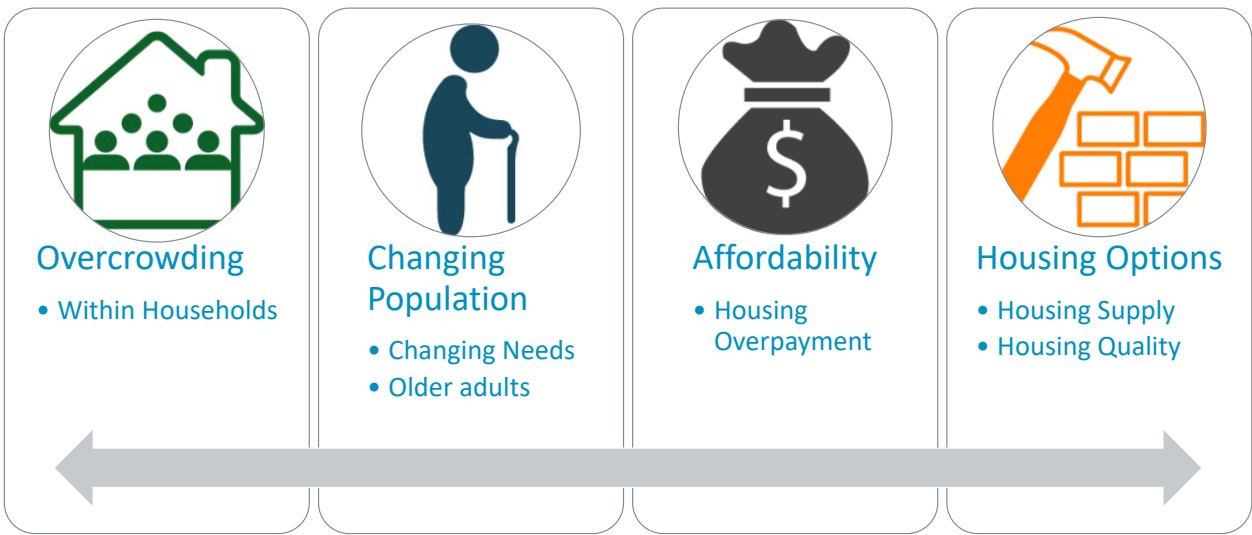 $
Overcrowding
• Within Households
Changing
Population
• Changing Needs
• Older adults
Affordability
• Housing
Overpayment
Housing Options
• Housing Supply
• Housing Quality